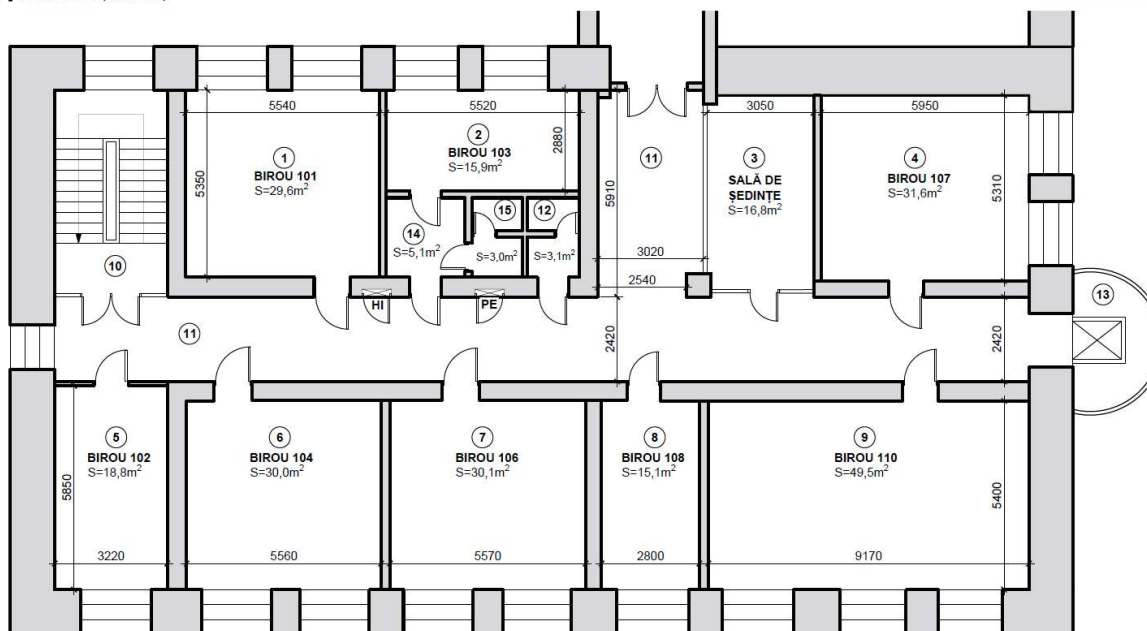 5540
5520
3050
5950
2880
5350
5910
5310
1
BIROU 101
S=29,6m²
2
BIROU 103
S=15,9m²
11
3
SALĂ DE
ȘEDINȚE
S=16,8m²
4
BIROU 107
S=31,6m²
15
12
14
S=5,1m²
S=3,0m²
S=3,1m²
3020
2540
10
HI
PE
13
11
2420
2420
5
BIROU 102
S=18,8m²
6
BIROU 104
S=30,0m²
7
BIROU 106
S=30,1m²
8
BIROU 108
S=15,1m²
9
BIROU 110
S=49,5m²
5850
5400
3220
5560
5570
2800
9170